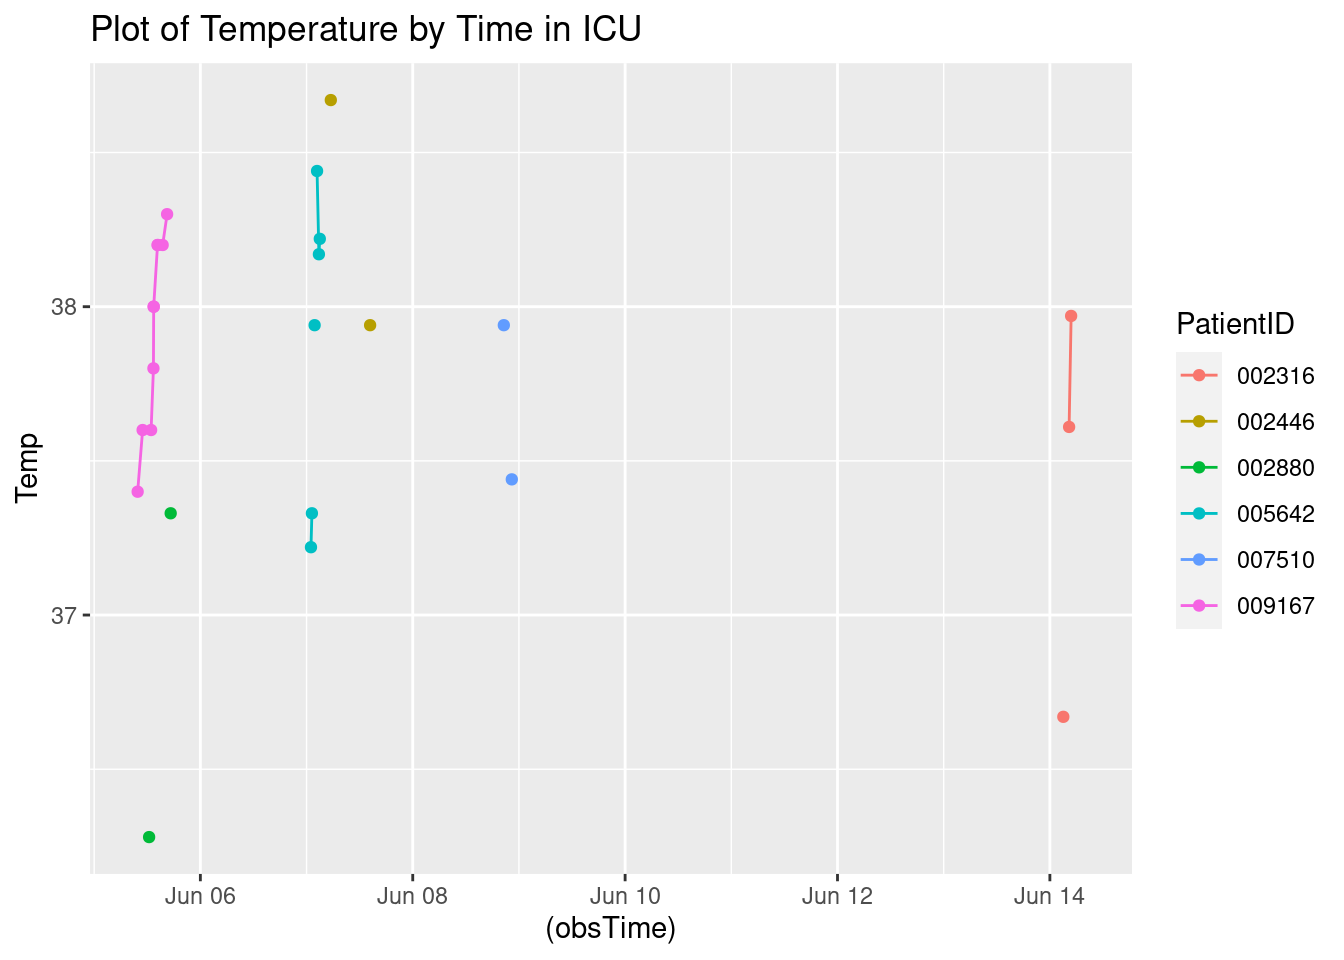 Plot of Temperature by Time in ICU
Temp
38
37
Jun 06
Jun 08
Jun 10
Jun 12
Jun 14
(obsTime)
PatientID
002316
002446
002880
005642
007510
009167